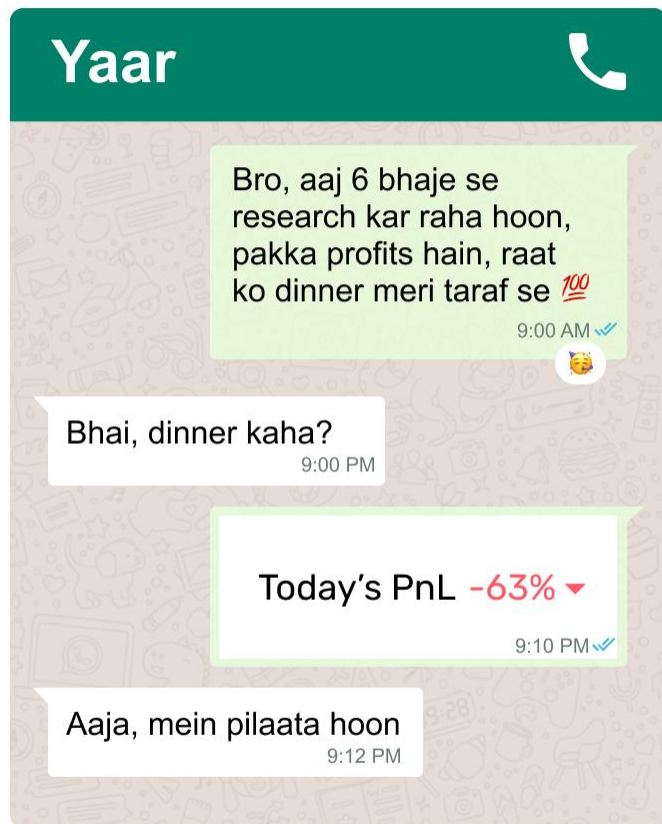 Yaar
Bro, aaj 6 bhaje se
research kar raha hoon,
pakka profits hain, raat
ko dinner meri taraf se 💯
9:00 AM
Bhai, dinner kaha?
9:00 PM
Today's PnL -63% ▼
9:10 PM
Aaja, mein pilaata hoon
9:12 PM